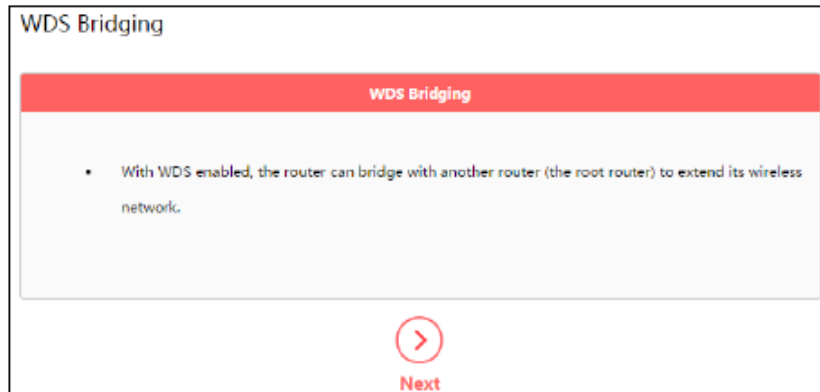 WDS Bridging
WDS Bridging
• With WDS enabled, the router can bridge with another router (the root router) to extend its wireless
network.
Next